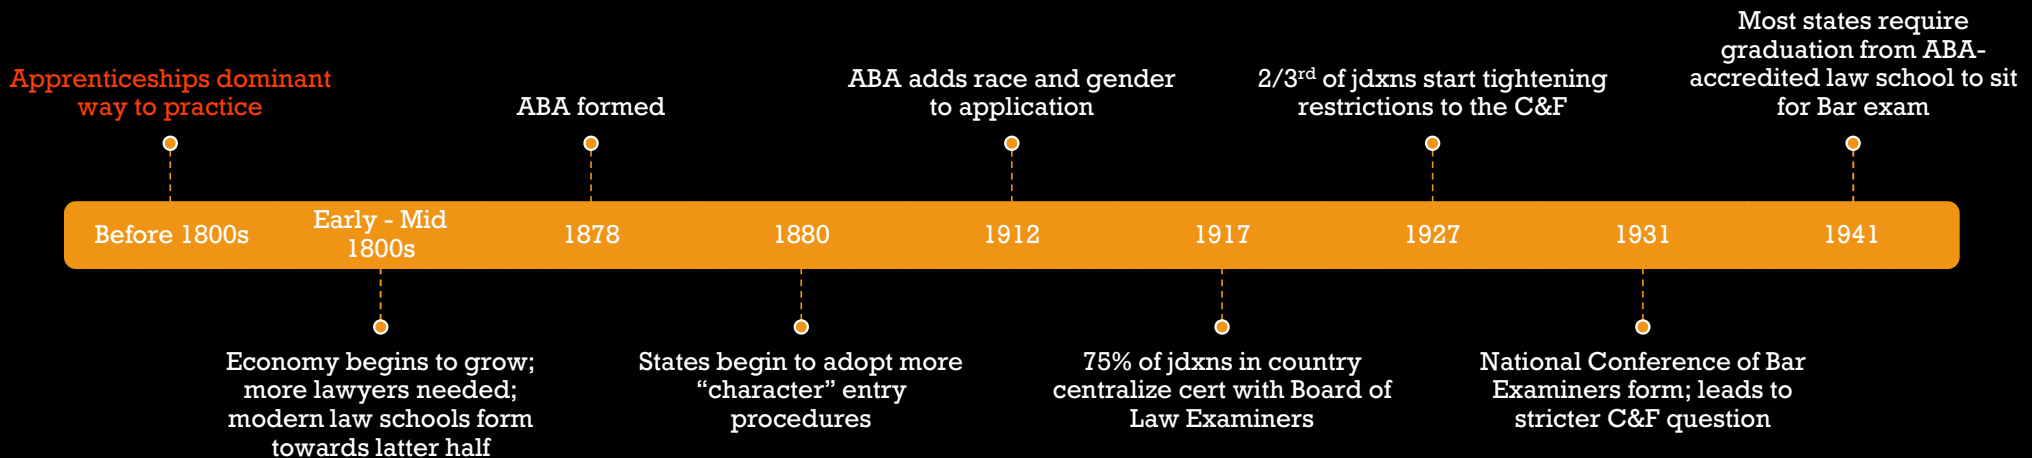 Apprenticeships dominant
way to practice
ABA formed
ABA adds race and gender
to application
2/3rd of jdxns start tightening
restrictions to the C&F
Most states require
graduation from ABA-
accredited law school to sit
for Bar exam
Before 1800s
Early - Mid
1800s
1878
1880
1912
1917
1927
1931
1941
Economy begins to grow;
more lawyers needed;
modern law schools form
towards latter half
States begin to adopt more
“character” entry
procedures
75% of jdxns in country
centralize cert with Board of
Law Examiners
National Conference of Bar
Examiners form; leads to
stricter C&F question